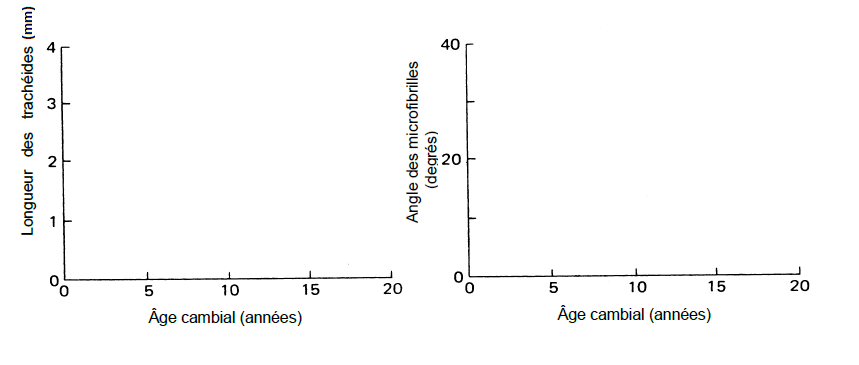 Longueur des trachéides (mm)
4
3
2
1
0
0 5 10 15 20
Âge cambial (années)
Angle des microfibrilles
(degrés)
40
20
0
0 5 10 15 20
Âge cambial (années)